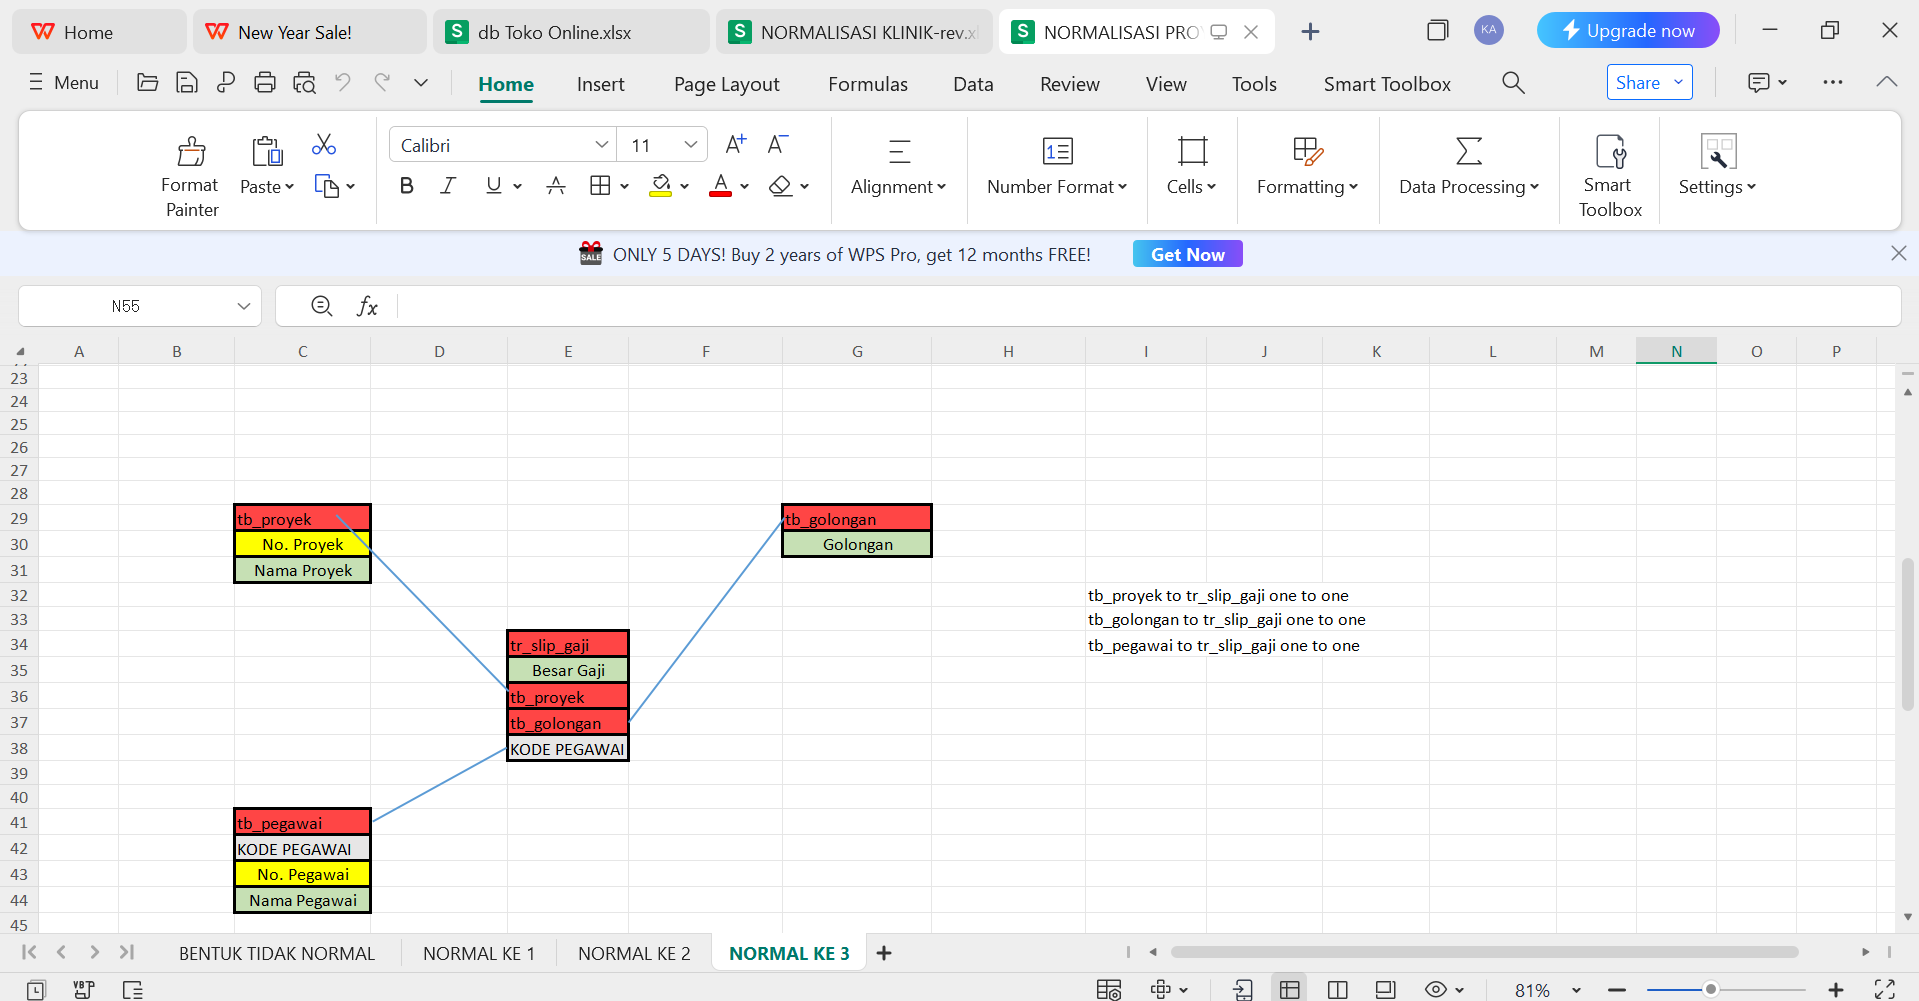 Home
New Year Sale!
db Toko Online.xlsx
NORMALISASI KLINIK-rev.x
NORMALISASI PRO
KA
Upgrade now
Menu
Home
Insert
Page Layout
Formulas
Data
Review
View
Tools
Smart Toolbox
Share
Format
Painter
Paste
Calibri
11
Alignment
Number Format
Cells
Formatting
Data Processing
Smart
Toolbox
Settings
SALE
ONLY 5 DAYS! Buy 2 years of WPS Pro, get 12 months FREE!
Get Now
N55
fx
A B C D E F G H I J K L M N O P
23
24
25
26
27
28
29 tb_proyek tb_golongan
30 No. Proyek Golongan
31 Nama Proyek
32 tb_proyek to tr_slip_gaji one to one
33 tb_golongan to tr_slip_gaji one to one
34 tr_slip_gaji tb_pegawai to tr_slip_gaji one to one
35 Besar Gaji
36 tb_proyek
37 tb_golongan
38 KODE PEGAWAI
39
40
41 tb_pegawai
42 KODE PEGAWAI
43 No. Pegawai
44 Nama Pegawai
45
BENTUK TIDAK NORMAL
NORMAL KE 1
NORMAL KE 2
NORMAL KE 3
81%